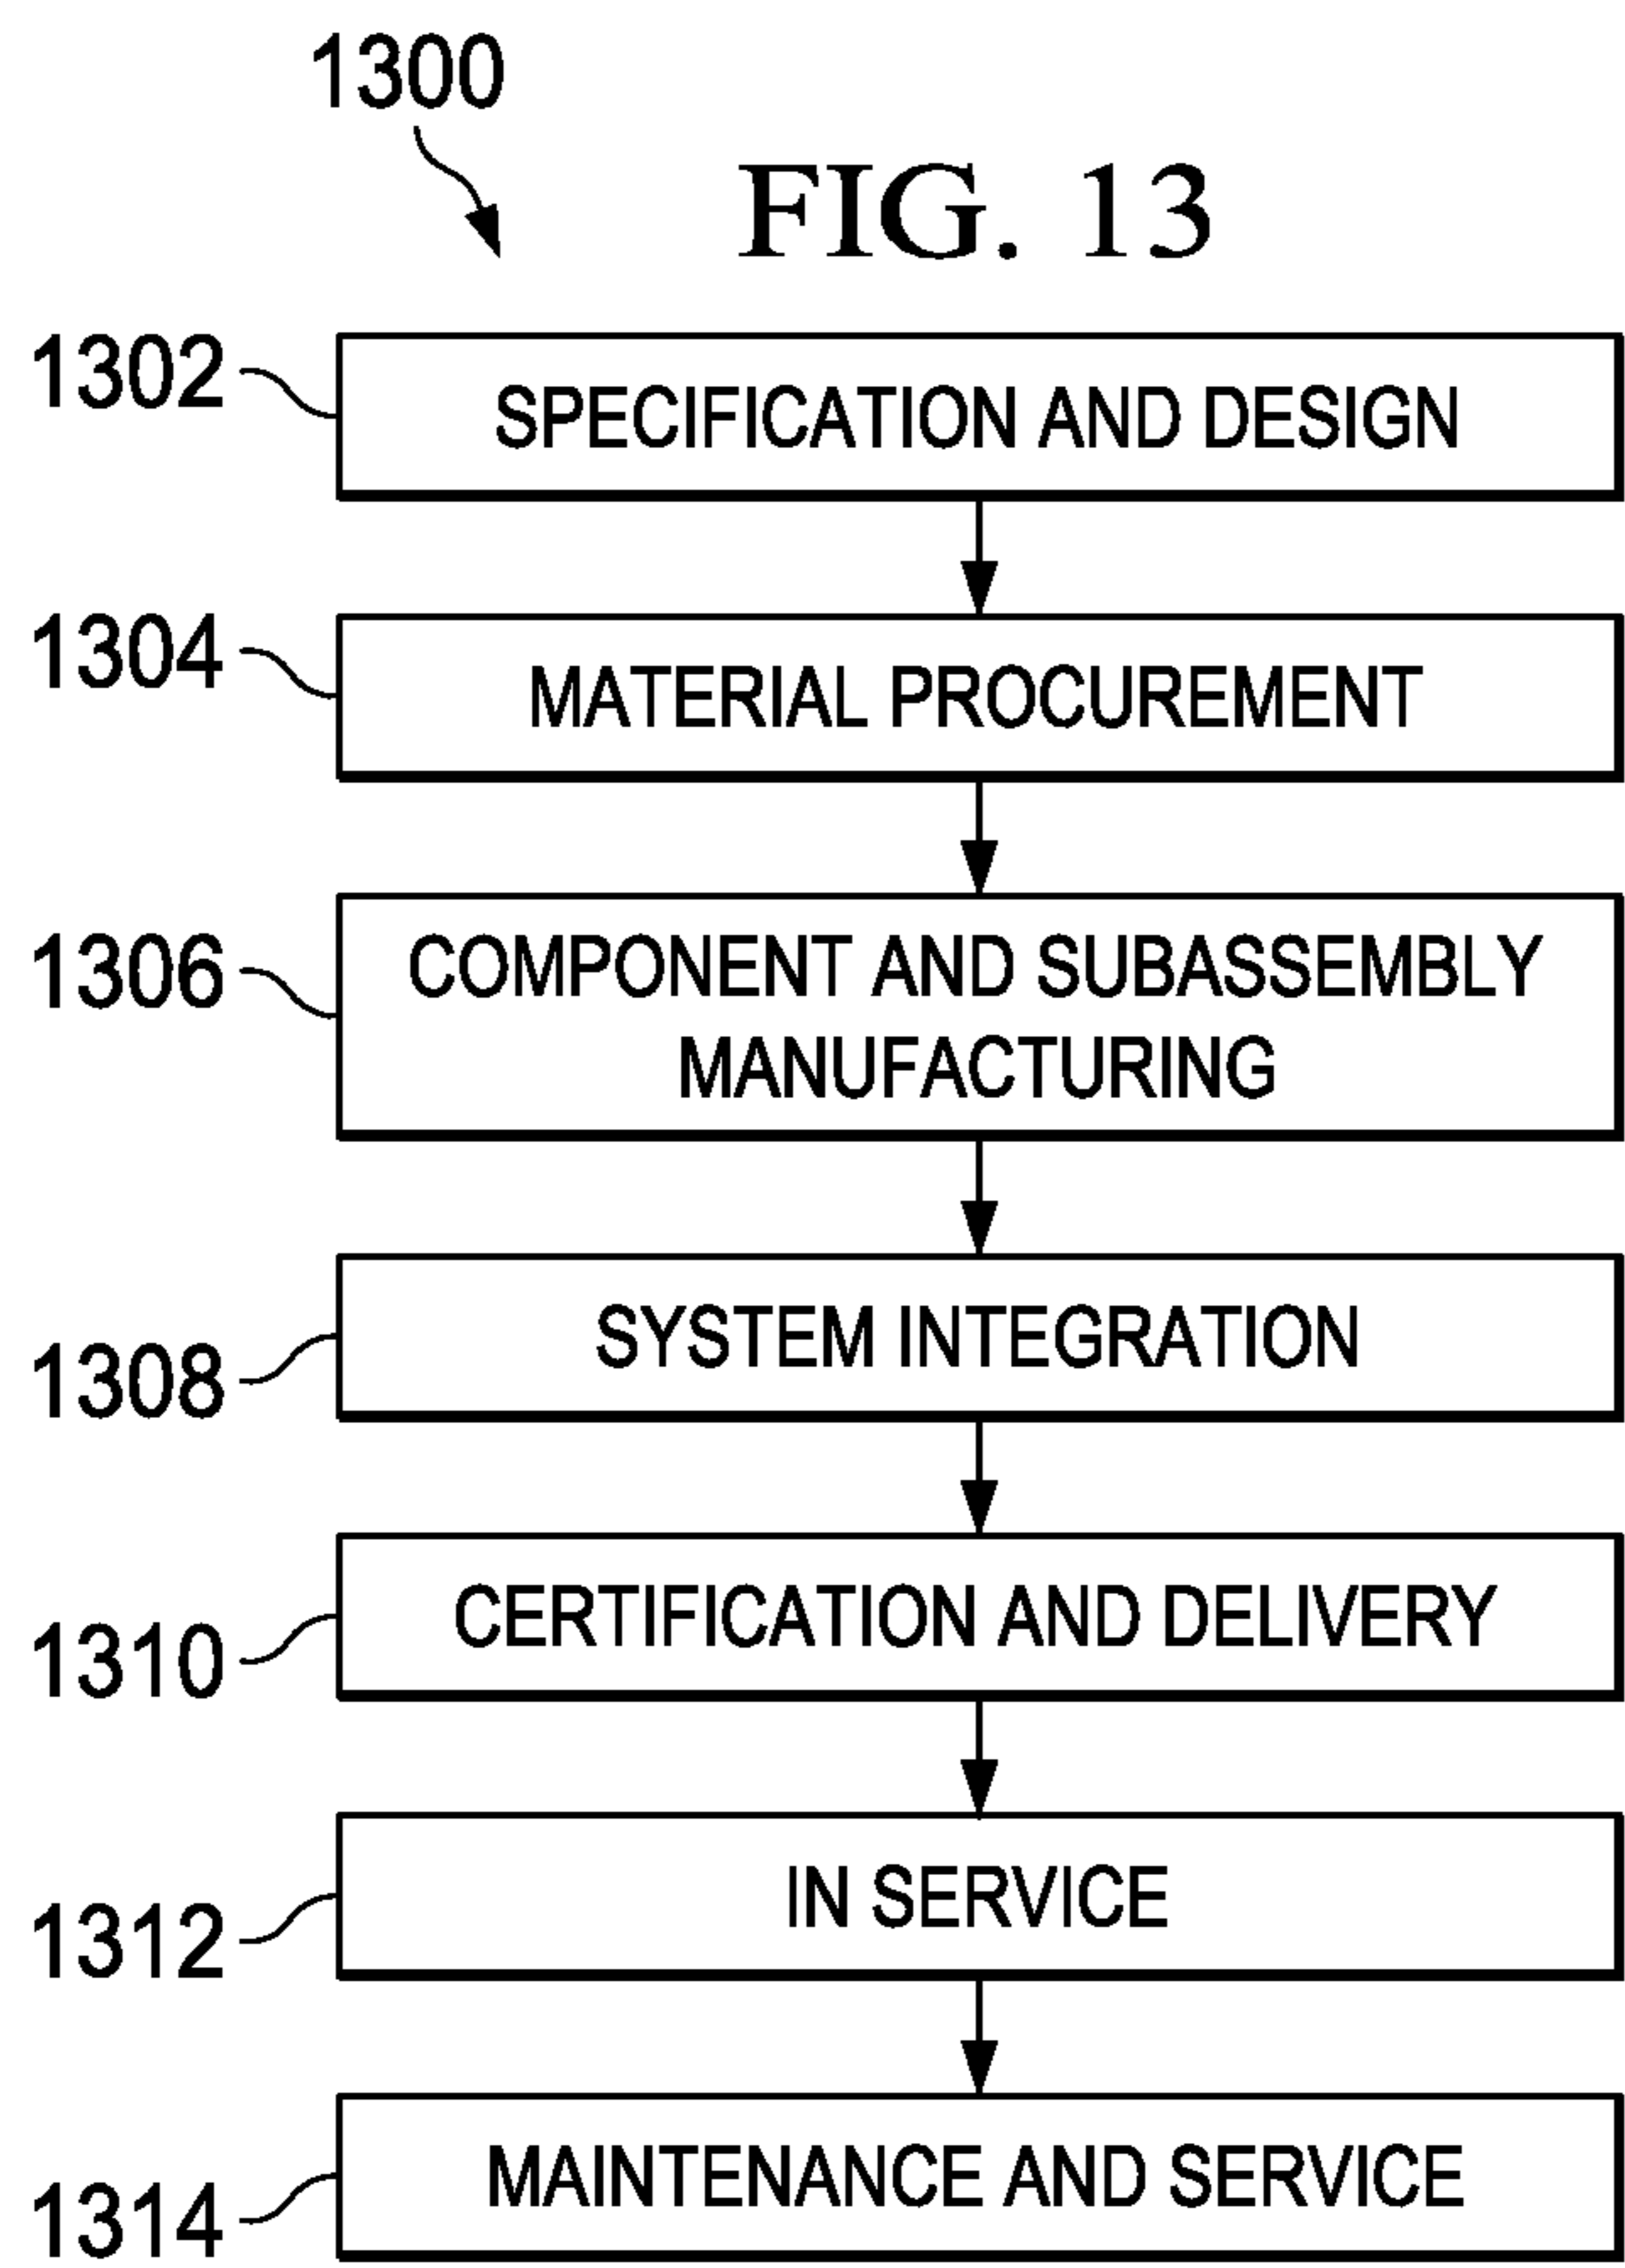 1300
FIG. 13
1302
SPECIFICATION AND DESIGN
1304
MATERIAL PROCUREMENT
1306
COMPONENT AND SUBASSEMBLY
MANUFACTURING
1308
SYSTEM INTEGRATION
1310
CERTIFICATION AND DELIVERY
1312
IN SERVICE
1314
MAINTENANCE AND SERVICE